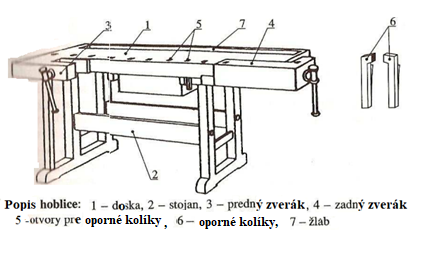 3 1 5 7 4 6
2
Popis hoblice: 1 – doska, 2 – stojan, 3 – predný zverák, 4 – zadný zverák
5 -otvory pre oporné kolíky , 6 – oporné kolíky, 7 – žlab